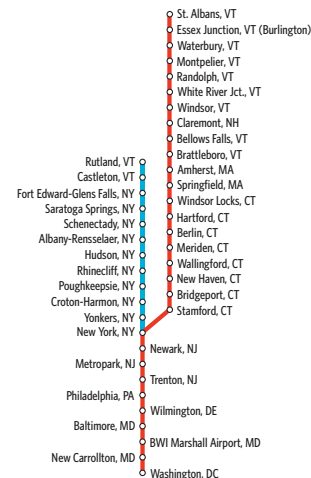 St. Albans, VT
Essex Junction, VT (Burlington)
Waterbury, VT
Montpelier, VT
Randolph, VT
White River Jct., VT
Windsor, VT
Claremont, NH
Bellows Falls, VT
Brattleboro, VT
Amherst, MA
Springfield, MA
Windsor Locks, CT
Hartford, CT
Berlin, CT
Meriden, CT
Wallingford, CT
New Haven, CT
Bridgeport, CT
Stamford, CT
Rutland, VT
Castleton, VT
Fort Edward-Glens Falls, NY
Saratoga Springs, NY
Schenectady, NY
Albany-Rensselaer, NY
Hudson, NY
Rhinecliff, NY
Poughkeepsie, NY
Croton-Harmon, NY
Yonkers, NY
New York, NY
Newark, NJ
Metropark, NJ
Trenton, NJ
Philadelphia, PA
Wilmington, DE
Baltimore, MD
BWI Marshall Airport, MD
New Carrollton, MD
Washington, DC